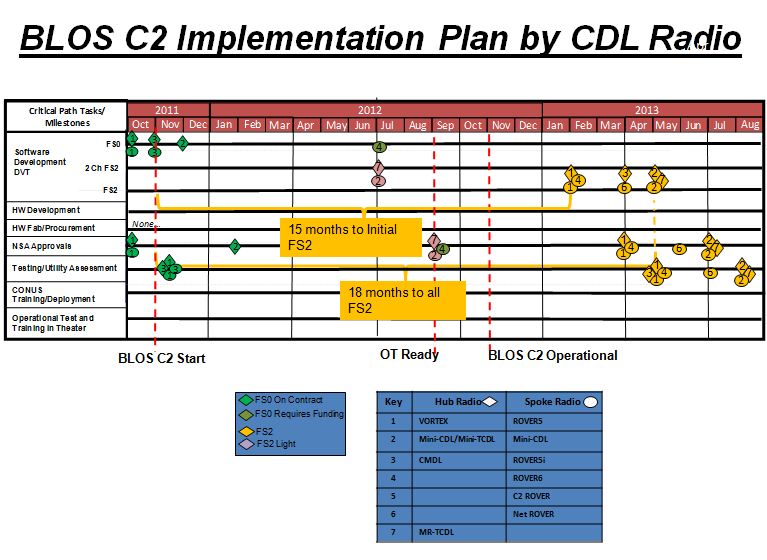 BLOS C2 Implementation Plan by CDL Radio
Critical Path Tasks/
Milestones
2011 2012 2013
Oct Nov Dec Jan Feb Mar Apr May Jun Jul Aug Sep Oct Nov Dec Jan Feb Mar Apr May Jun Jul Aug
Software
Development
DVT
FS0
2 Ch FS2
FS2
HW Development
HW Fab/Procurement
None...
NSA Approvals
Testing/Utility Assessment
CONUS
Training/Deployment
Operational Test and
Training in Theater
15 months to Initial
FS2
18 months to all
FS2
BLOS C2 Start
OT Ready
BLOS C2 Operational
FS0 On Contract
FS0 Requires Funding
FS2
FS2 Light
Key Hub Radio Spoke Radio
1 VORTEX ROVER5
2 Mini-CDL/Mini-TCDL Mini-CDL
3 CMDL ROVER5i
4 ROVER6
5 C2 ROVER
6 Net ROVER
7 MR-TCDL